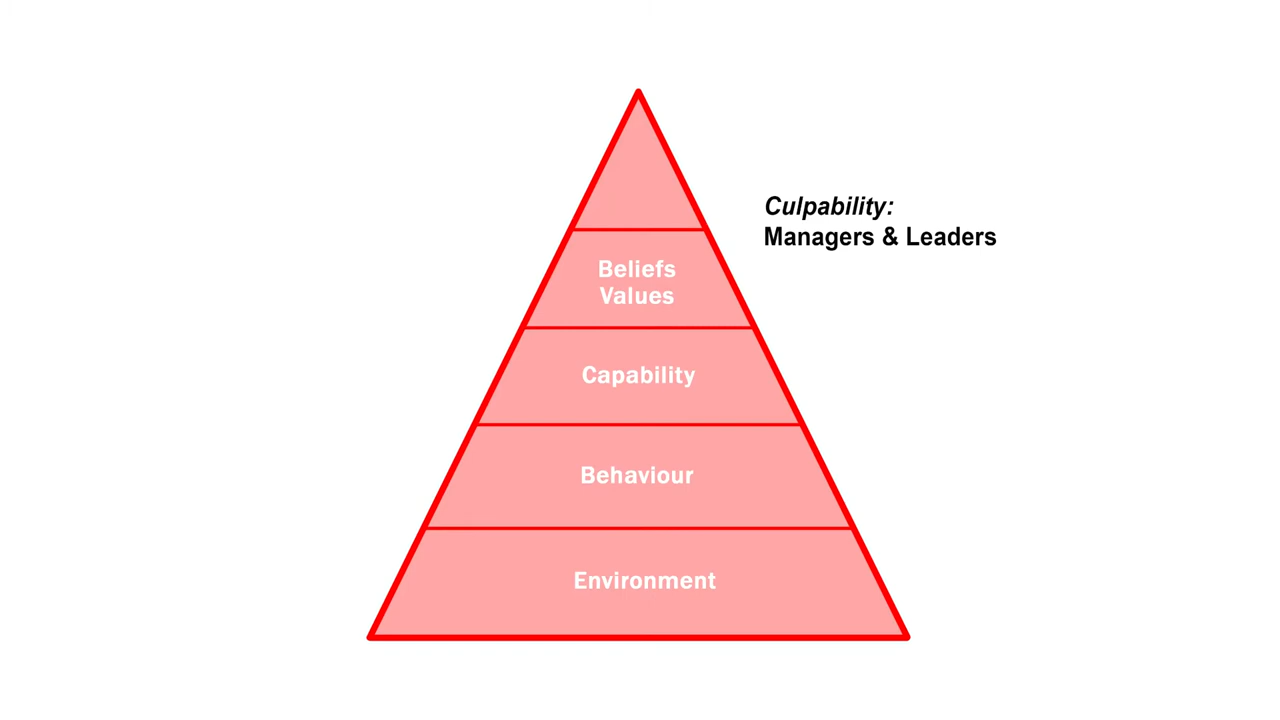 Culpability:
Managers & Leaders
Beliefs
Values
Capability
Behaviour
Environment